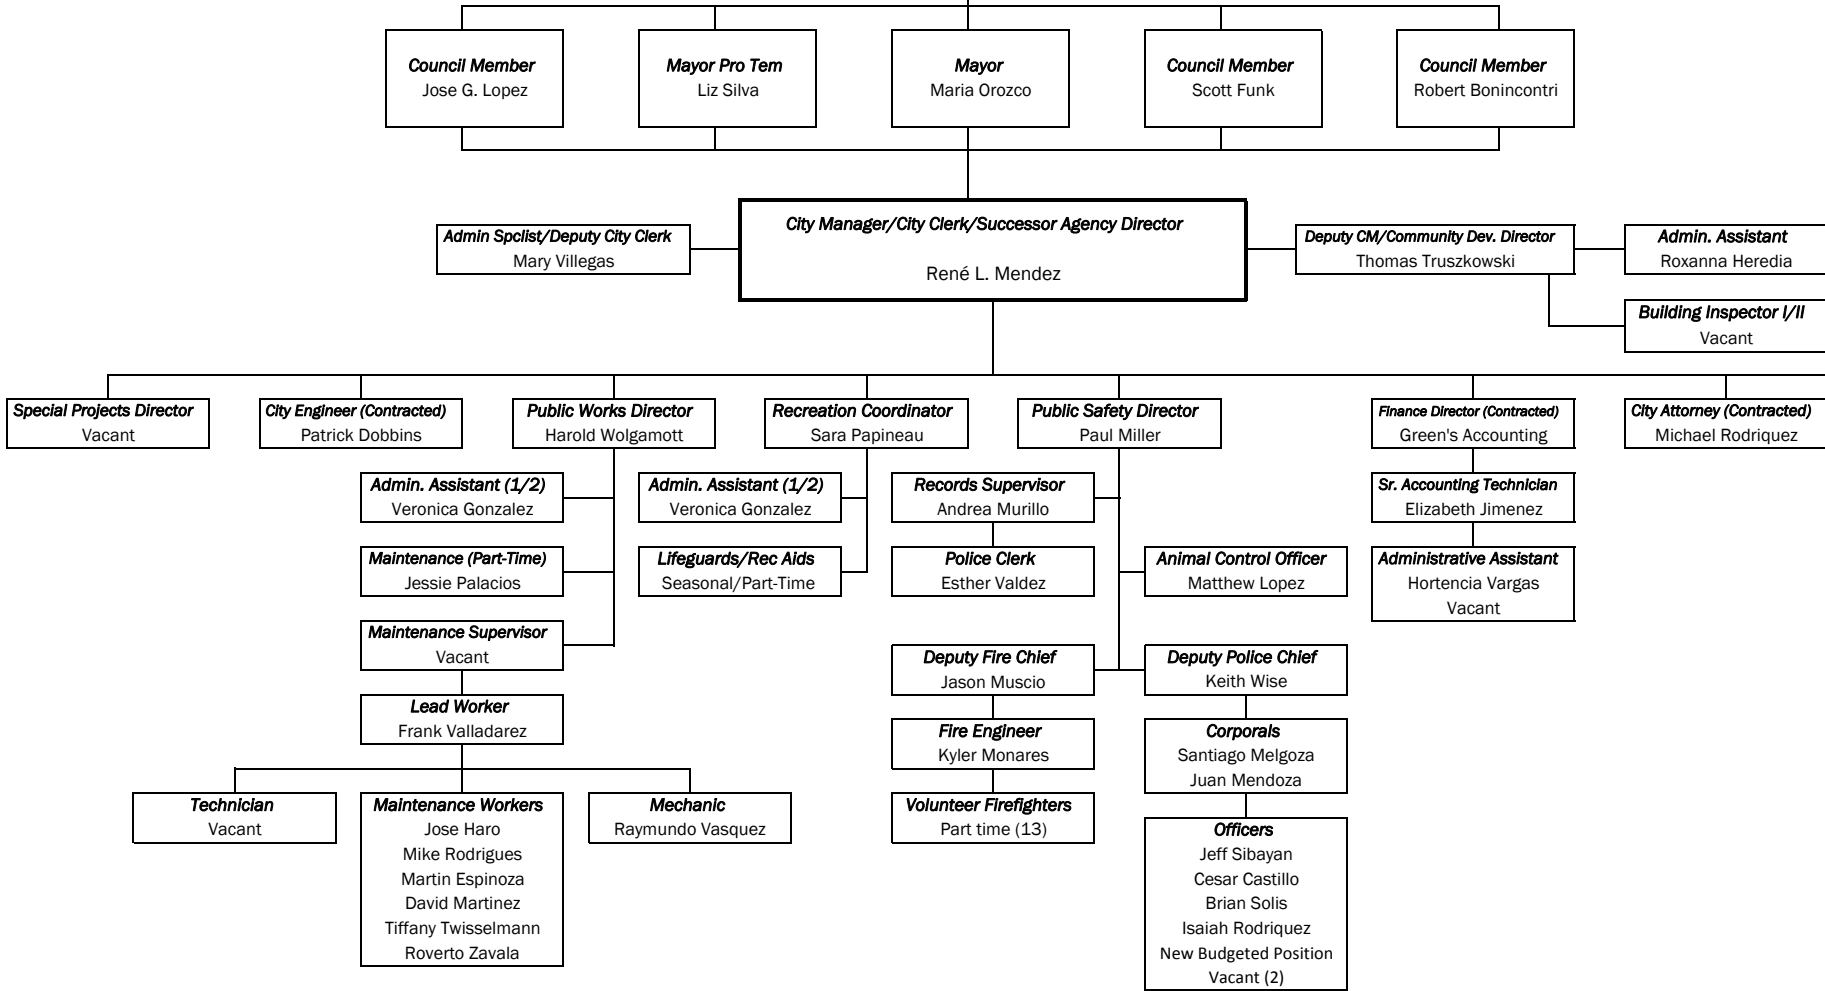 Council Member
Jose G. Lopez
Mayor Pro Tem
Liz Silva
Mayor
Maria Orozco
Council Member
Scott Funk
Council Member
Robert Bonincontri
City Manager/City Clerk/Successor Agency Director
René L. Mendez
Admin Spclist/Deputy City Clerk
Mary Villegas
Deputy CM/Community Dev. Director
Thomas Truszkowski
Admin. Assistant
Roxanna Heredia
Building Inspector I/II
Vacant
Special Projects Director
Vacant
City Engineer (Contracted)
Patrick Dobbins
Public Works Director
Harold Wolgamott
Recreation Coordinator
Sara Papineau
Public Safety Director
Paul Miller
Finance Director (Contracted)
Green's Accounting
City Attorney (Contracted)
Michael Rodriquez
Admin. Assistant (1/2)
Veronica Gonzalez
Maintenance (Part-Time)
Jessie Palacios
Maintenance Supervisor
Vacant
Lead Worker
Frank Valladarez
Technician
Vacant
Maintenance Workers
Jose Haro
Mike Rodrigues
Martin Espinoza
David Martinez
Tiffany Twisselmann
Roverto Zavala
Mechanic
Raymundo Vasquez
Admin. Assistant (1/2)
Veronica Gonzalez
Lifeguards/Rec Aids
Seasonal/Part-Time
Records Supervisor
Andrea Murillo
Police Clerk
Esther Valdez
Animal Control Officer
Matthew Lopez
Deputy Fire Chief
Jason Muscio
Fire Engineer
Kyler Monares
Volunteer Firefighters
Part time (13)
Deputy Police Chief
Keith Wise
Corporals
Santiago Melgoza
Juan Mendoza
Officers
Jeff Sibayan
Cesar Castillo
Brian Solis
Isaiah Rodriquez
New Budgeted Position
Vacant (2)
Sr. Accounting Technician
Elizabeth Jimenez
Administrative Assistant
Hortencia Vargas
Vacant